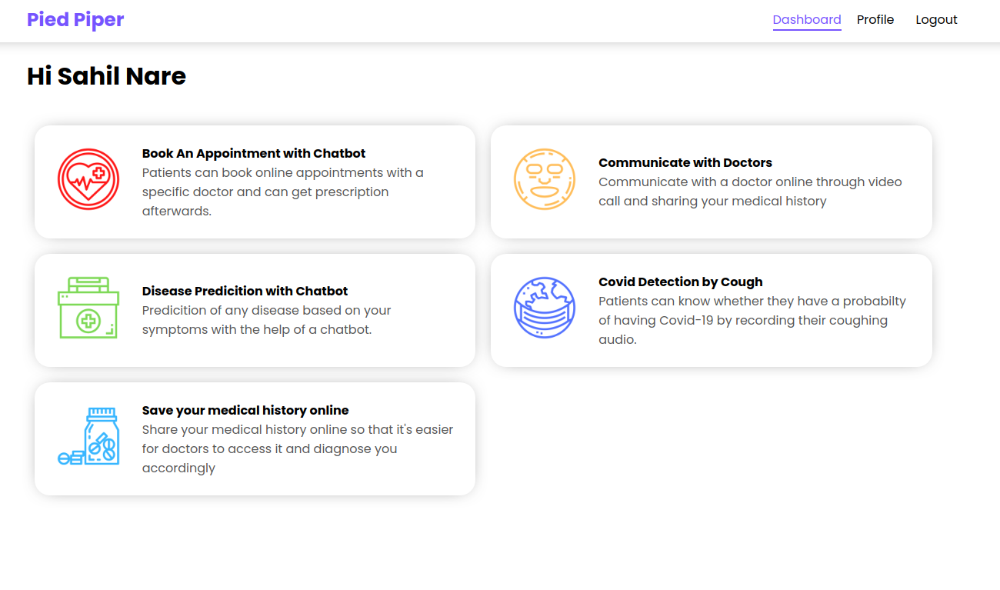 Pied Piper
Dashboard Profile Logout
Hi Sahil Nare
Book An Appointment with Chatbot
Patients can book online appointments with a
specific doctor and can get prescription
afterwards.
Communicate with Doctors
Communicate with a doctor online through video
call and sharing your medical history
Disease Predicition with Chatbot
Predicition of any disease based on your
symptoms with the help of a chatbot.
Covid Detection by Cough
Patients can know whether they have a probabilty
of having Covid-19 by recording their coughing
audio.
Save your medical history online
Share your medical history online so that it's easier
for doctors to access it and diagnose you
accordingly